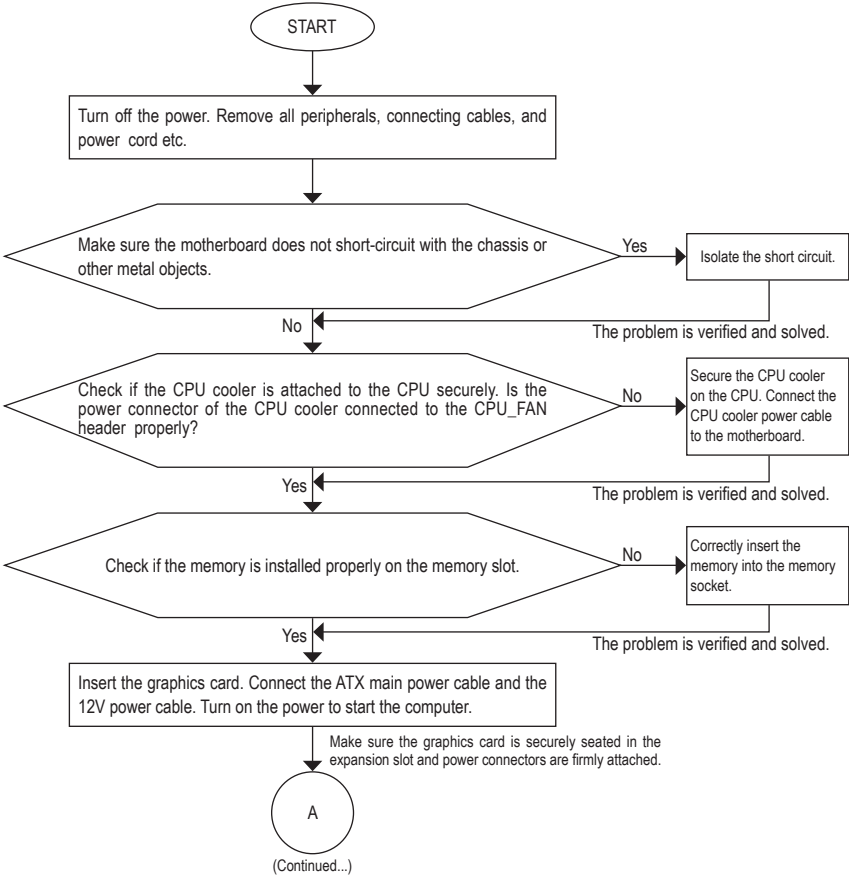 START
Turn off the power. Remove all peripherals, connecting cables, and
power cord etc.
Make sure the motherboard does not short-circuit with the chassis or
other metal objects.
Yes
Isolate the short circuit.
No
The problem is verified and solved.
Check if the CPU cooler is attached to the CPU securely. Is the
power connector of the CPU cooler connected to the CPU_FAN
header properly?
No
Secure the CPU cooler
on the CPU. Connect the
CPU cooler power cable
to the motherboard.
Yes
The problem is verified and solved.
Check if the memory is installed properly on the memory slot.
No
Correctly insert the
memory into the memory
socket.
Yes
The problem is verified and solved.
Insert the graphics card. Connect the ATX main power cable and the
12V power cable. Turn on the power to start the computer.
Make sure the graphics card is securely seated in the
expansion slot and power connectors are firmly attached.
A
(Continued...)